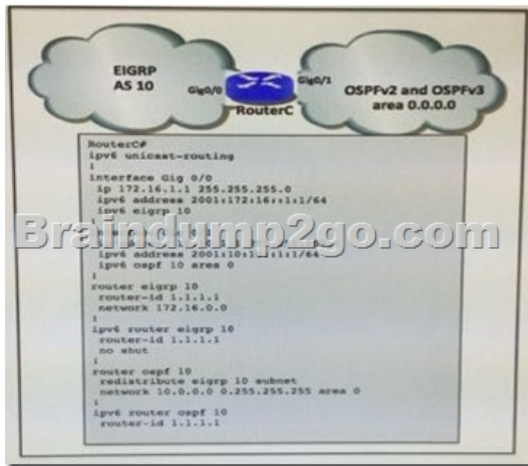 EIGRP
AS 10
Gig0/0
Gig0/1
RouterC
OSPFv2 and OSPFv3
area 0.0.0.0
RouterC#
ipv6 unicast-routing
!
interface Gig 0/0
ip 172.16.1.1 255.255.255.0
ipv6 address 2001:172:16::1:1/64
ipv6 eigrp 10
Braindump2go.com
ipv6 address 2001:10:1
ipv6 ospf 10 area 0
!
router eigrp 10
router-id 1.1.1.1
network 172.16.0.0
!
ipv6 router eigrp 10
router-id 1.1.1.1
no shut
!
router ospf 10
redistribute eigrp 10 subnet
network 10.0.0.0 0.255.255.255 area 0
!
ipv6 router ospf 10
router-id 1.1.1.1